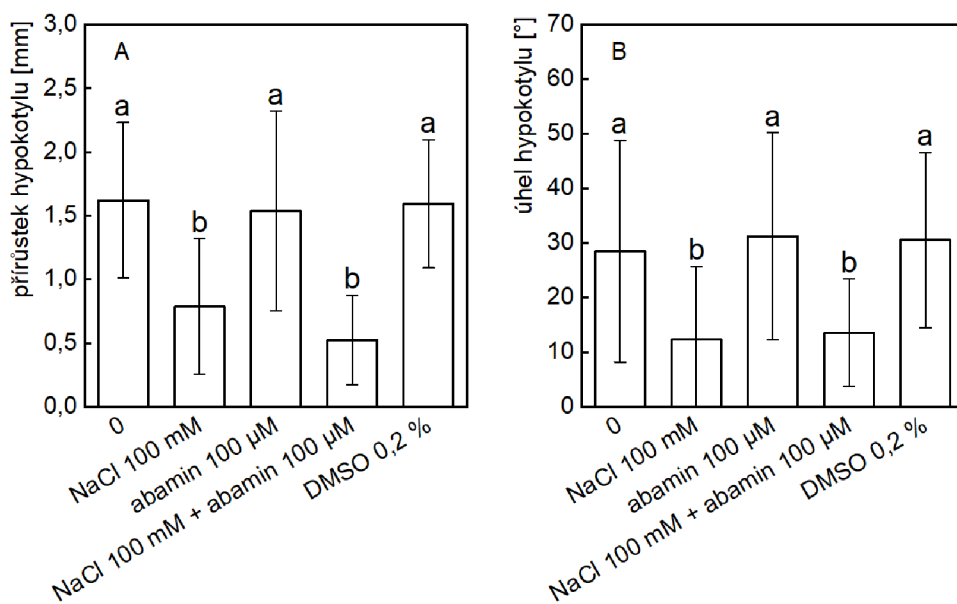 A
přírůstek hypokotylu [mm]
3,0
2,5
2,0
1,5
1,0
0,5
0,0
a
b
a
b
a
0
NaCl 100 mM
abamin 100 µM
NaCl 100 mM + abamin 100 µM
DMSO 0,2 %
B
úhel hypokotylu [°]
70
60
50
40
30
20
10
0
a
b
a
b
a
0
NaCl 100 mM
abamin 100 µM
NaCl 100 mM + abamin 100 µM
DMSO 0,2 %